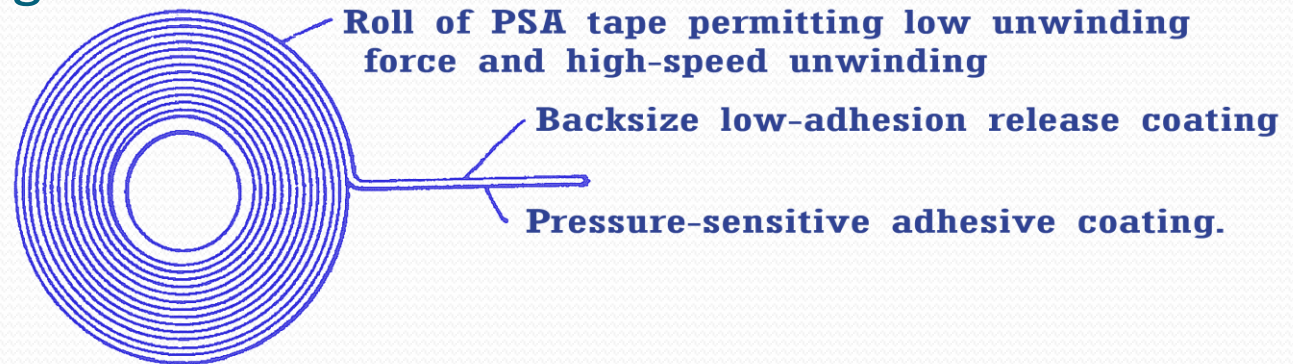 Roll of PSA tape permitting low unwinding
force and high-speed unwinding
Backsize low-adhesion release coating
Pressure-sensitive adhesive coating.